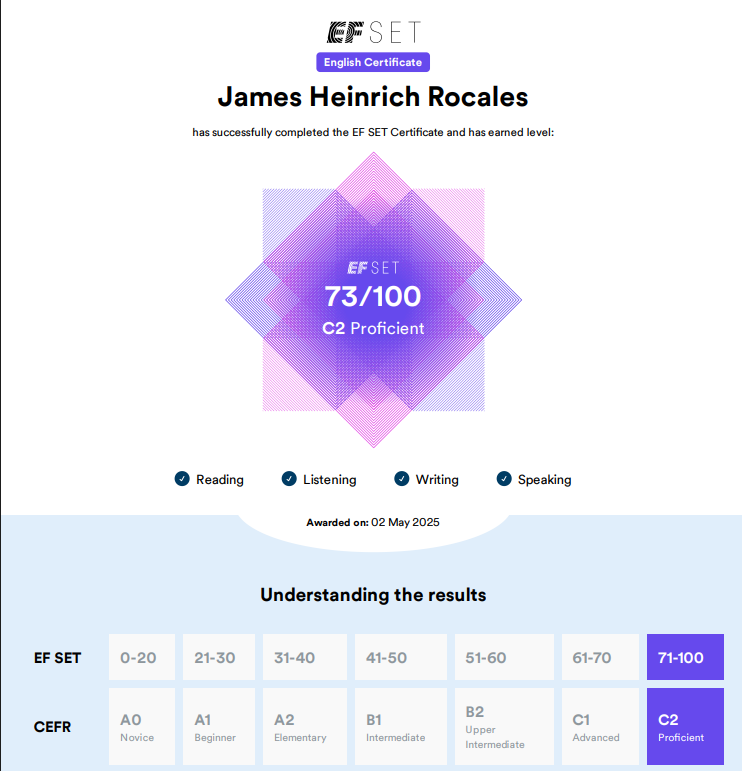 EF SET
English Certificate
James Heinrich Rocales
has successfully completed the EF SET Certificate and has earned level:
EF SET
73/100
C2 Proficient
Reading Listening Writing Speaking
Awarded on: 02 May 2025
Understanding the results
EF SET 0-20 21-30 31-40 41-50 51-60 61-70 71-100
CEFR A0 Novice A1 Beginner A2 Elementary B1 Intermediate B2 Upper Intermediate C1 Advanced C2 Proficient